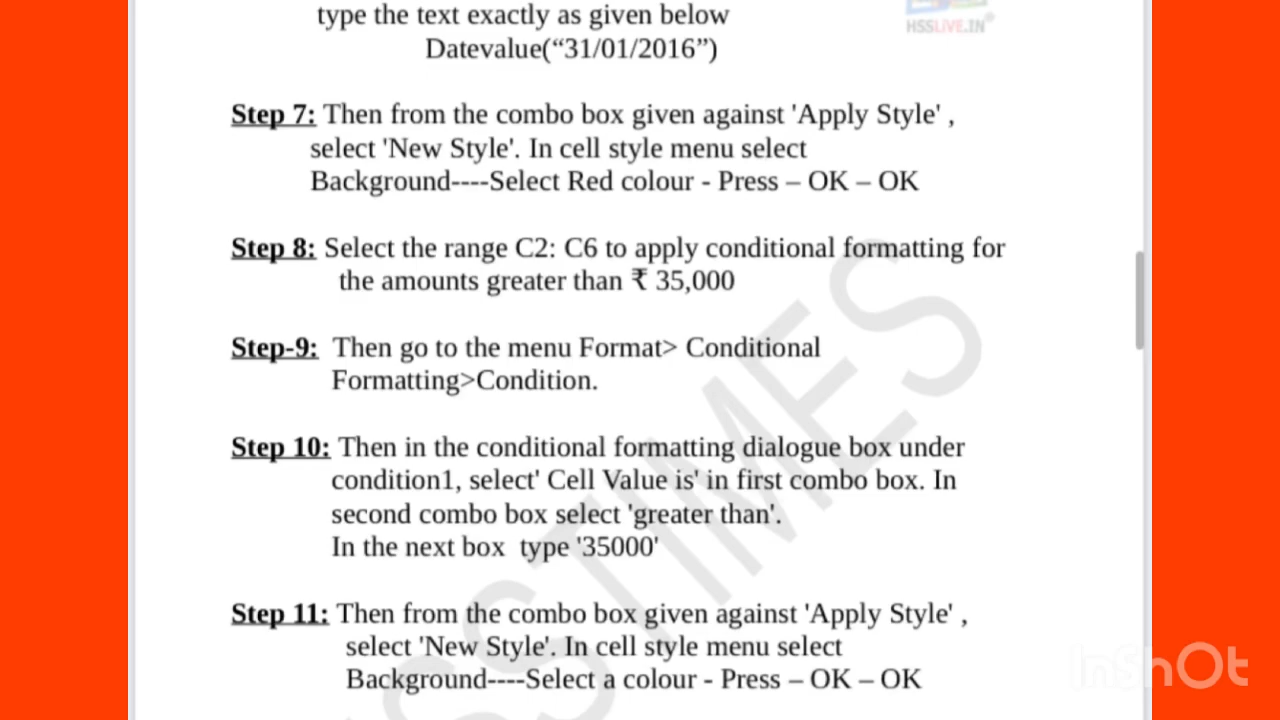 type the text exactly as given below
HSSLIVE.IN®
Datevalue(“31/01/2016”)
Step 7: Then from the combo box given against 'Apply Style' ,
select 'New Style'. In cell style menu select
Background----Select Red colour - Press – OK – OK
Step 8: Select the range C2: C6 to apply conditional formatting for
the amounts greater than ₹ 35,000
Step-9: Then go to the menu Format> Conditional
Formatting>Condition.
Step 10: Then in the conditional formatting dialogue box under
condition1, select' Cell Value is' in first combo box. In
second combo box select 'greater than'.
In the next box type '35000'
Step 11: Then from the combo box given against 'Apply Style' ,
select 'New Style'. In cell style menu select
Background----Select a colour - Press – OK – OK
SSTIMES
InShOt